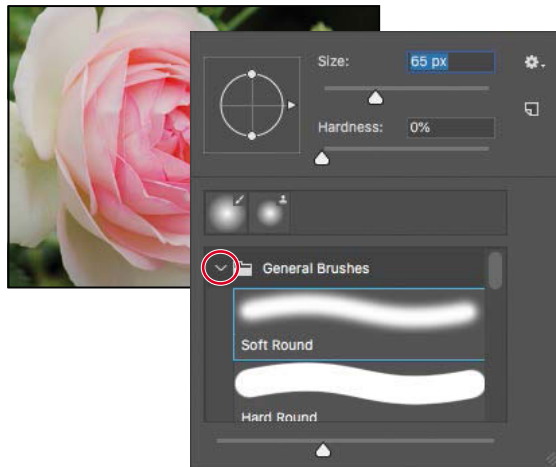 Size: 65 px
Hardness: 0%
General Brushes
Soft Round
Hard Round